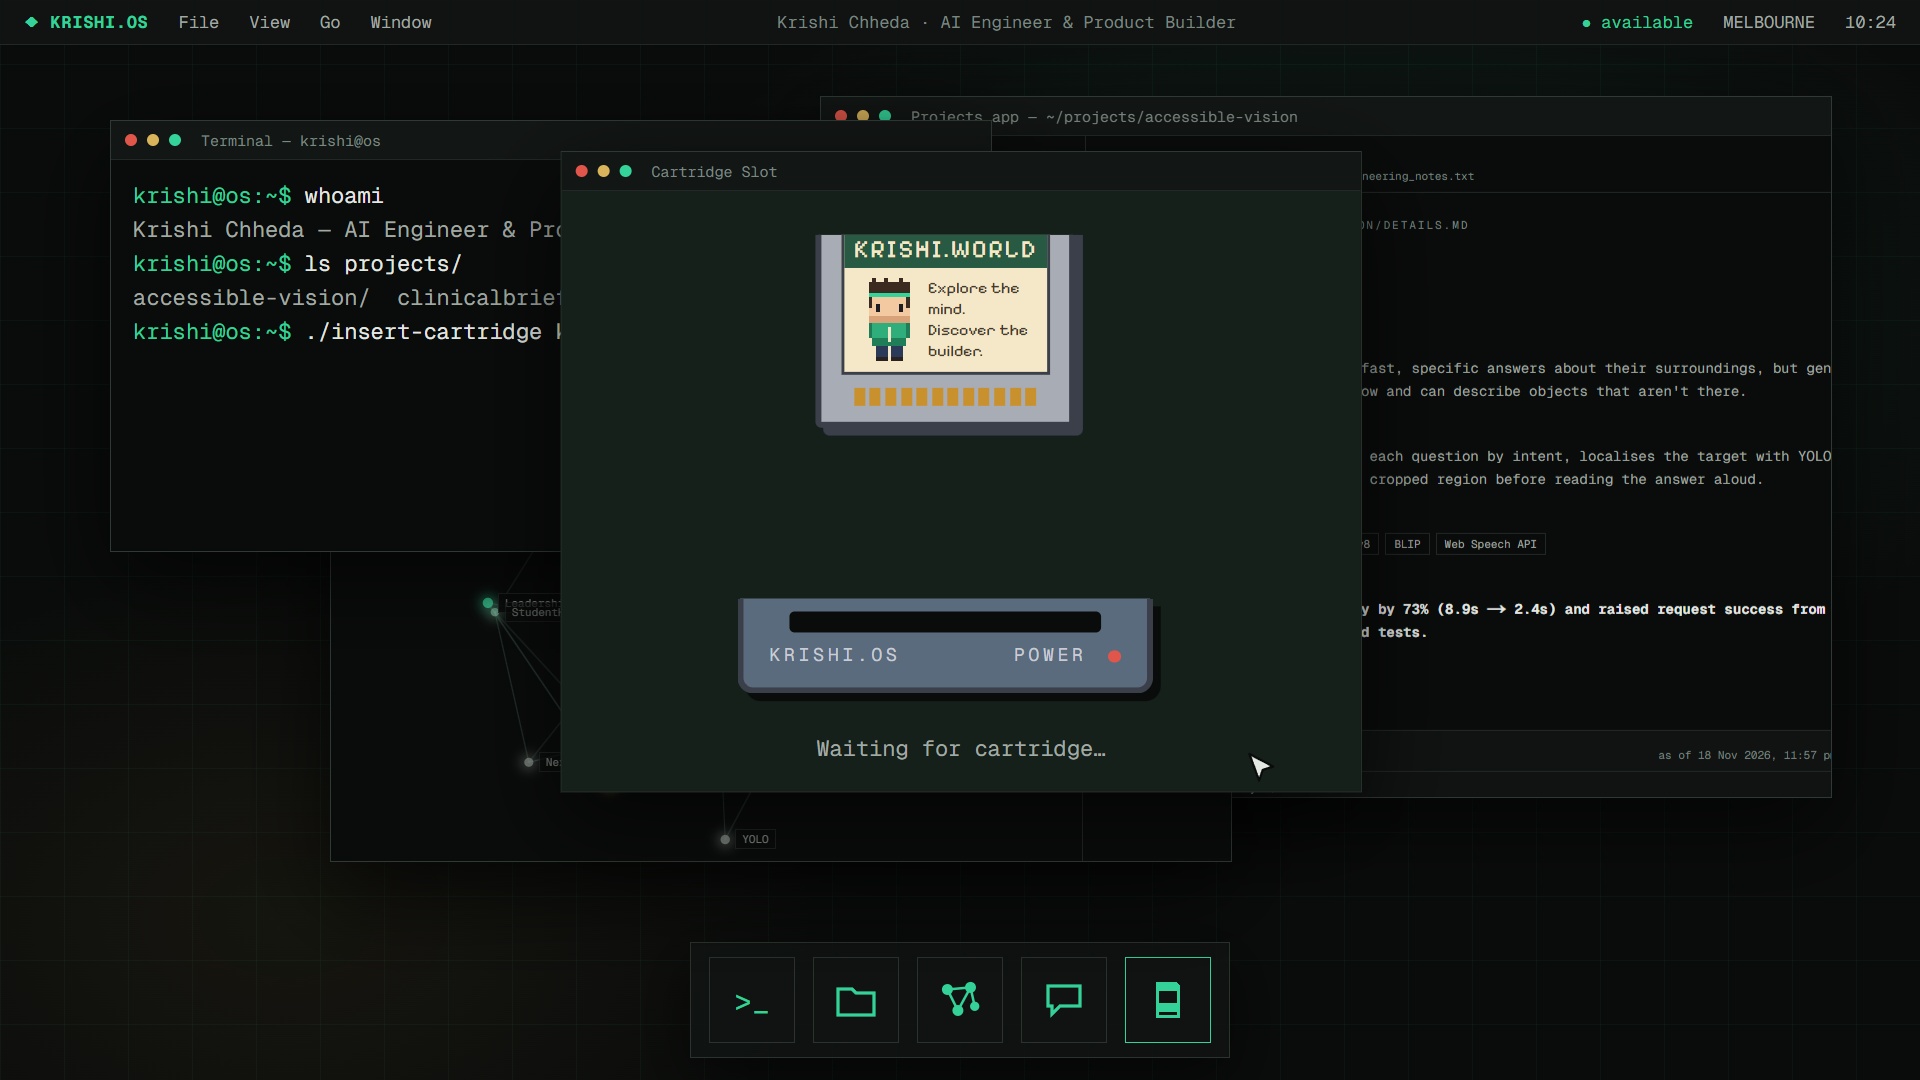 KRISHI.OS File View Go Window
Krishi Chheda · AI Engineer & Product Builder
available MELBOURNE 10:24
Projects app — ~/projects/accessible-vision
Terminal — krishi@os
krishi@os:~$ whoami
Krishi Chheda — AI Engineer &
krishi@os:~$ ls projects/
accessible-vision/
krishi@os:~$ ./insert-cartridge
Cartridge Slot
KRISHI.WORLD
Explore the
mind.
Discover the
builder.
KRISHI.OS POWER
Waiting for cartridge…
neering_notes.txt
N/DETAILS.MD
fast, specific answers about their surroundings, but gen
ow and can describe objects that aren't there.
each question by intent, localises the target with YOLO
cropped region before reading the answer aloud.
BLIP Web Speech API
by 73% (8.9s → 2.4s) and raised request success from
tests.
as of 18 Nov 2026, 11:57
YOLO
>_